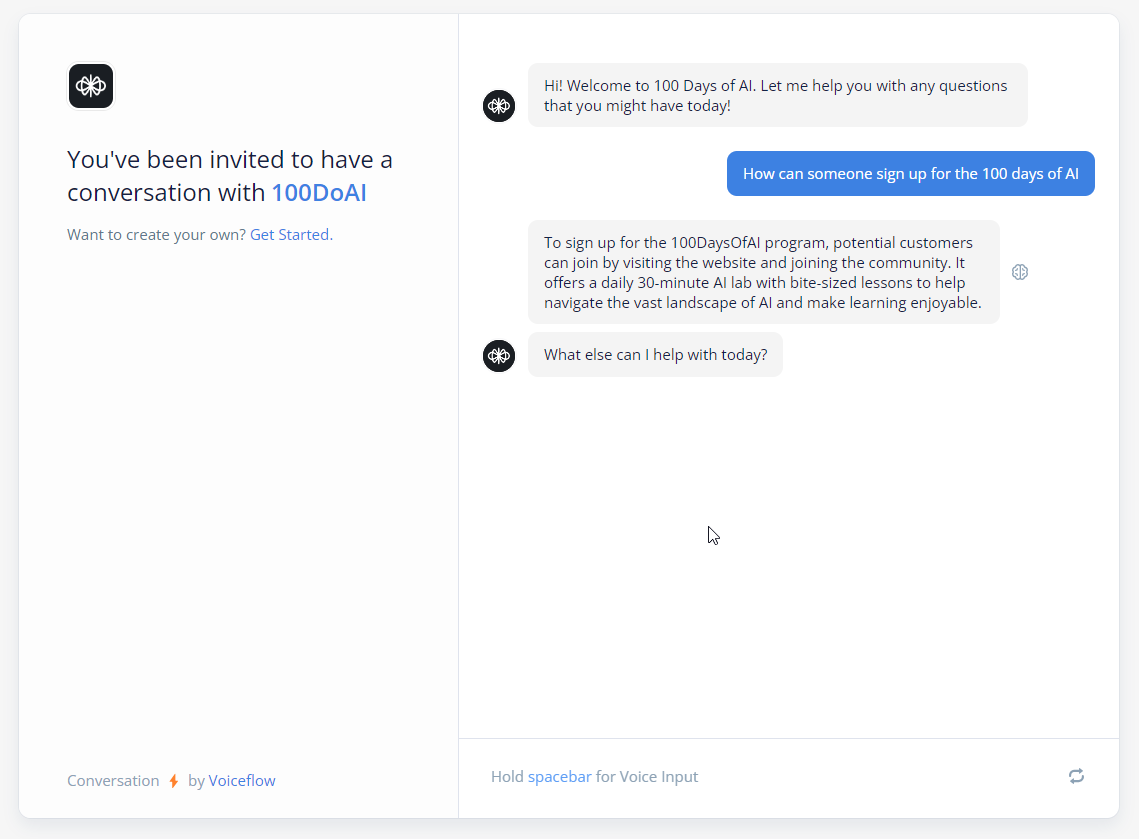 You've been invited to have a
conversation with 100DoAI
Want to create your own? Get Started.
Conversation by Voiceflow
Hi! Welcome to 100 Days of AI. Let me help you with any questions
that you might have today!
How can someone sign up for the 100 days of AI
To sign up for the 100DaysOfAI program, potential customers
can join by visiting the website and joining the community. It
offers a daily 30-minute AI lab with bite-sized lessons to help
navigate the vast landscape of AI and make learning enjoyable.
What else can I help with today?
Hold spacebar for Voice Input